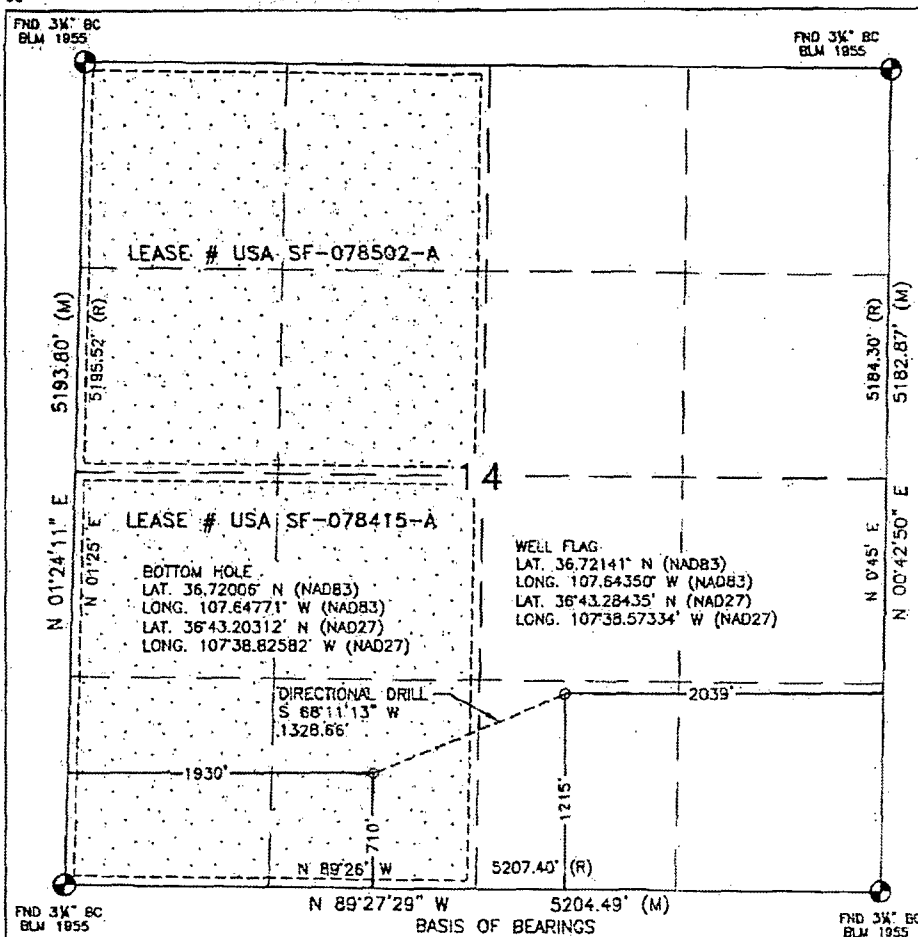 FND 3¼" BC
BLM 1955
FND 3¼" BC
BLM 1955
LEASE # USA SF-078502-A
5193.80' (M)
5195.52' (R)
5184.30' (R)
5182.87' (M)
14
LEASE # USA SF-078415-A
N 01°24'11" E
N 01°25' E
N 0°45' E
N 00°42'50" E
BOTTOM HOLE
LAT. 36.72006° N (NAD83)
LONG. 107.64771° W (NAD83)
LAT. 36°43.20312' N (NAD27)
LONG. 107°38.82582' W (NAD27)
WELL FLAG
LAT. 36.72141° N (NAD83)
LONG. 107.64350° W (NAD83)
LAT. 36°43.28435' N (NAD27)
LONG. 107°38.57334' W (NAD27)
DIRECTIONAL DRILL
S 68°11'13" W
1328.66'
2039'
1930'
710'
1215'
N 89°26' W
5207.40' (R)
FND 3¼" BC
BLM 1955
N 89°27'29" W
5204.49' (M)
BASIS OF BEARINGS
FND 3¼" BC
BLM 1955